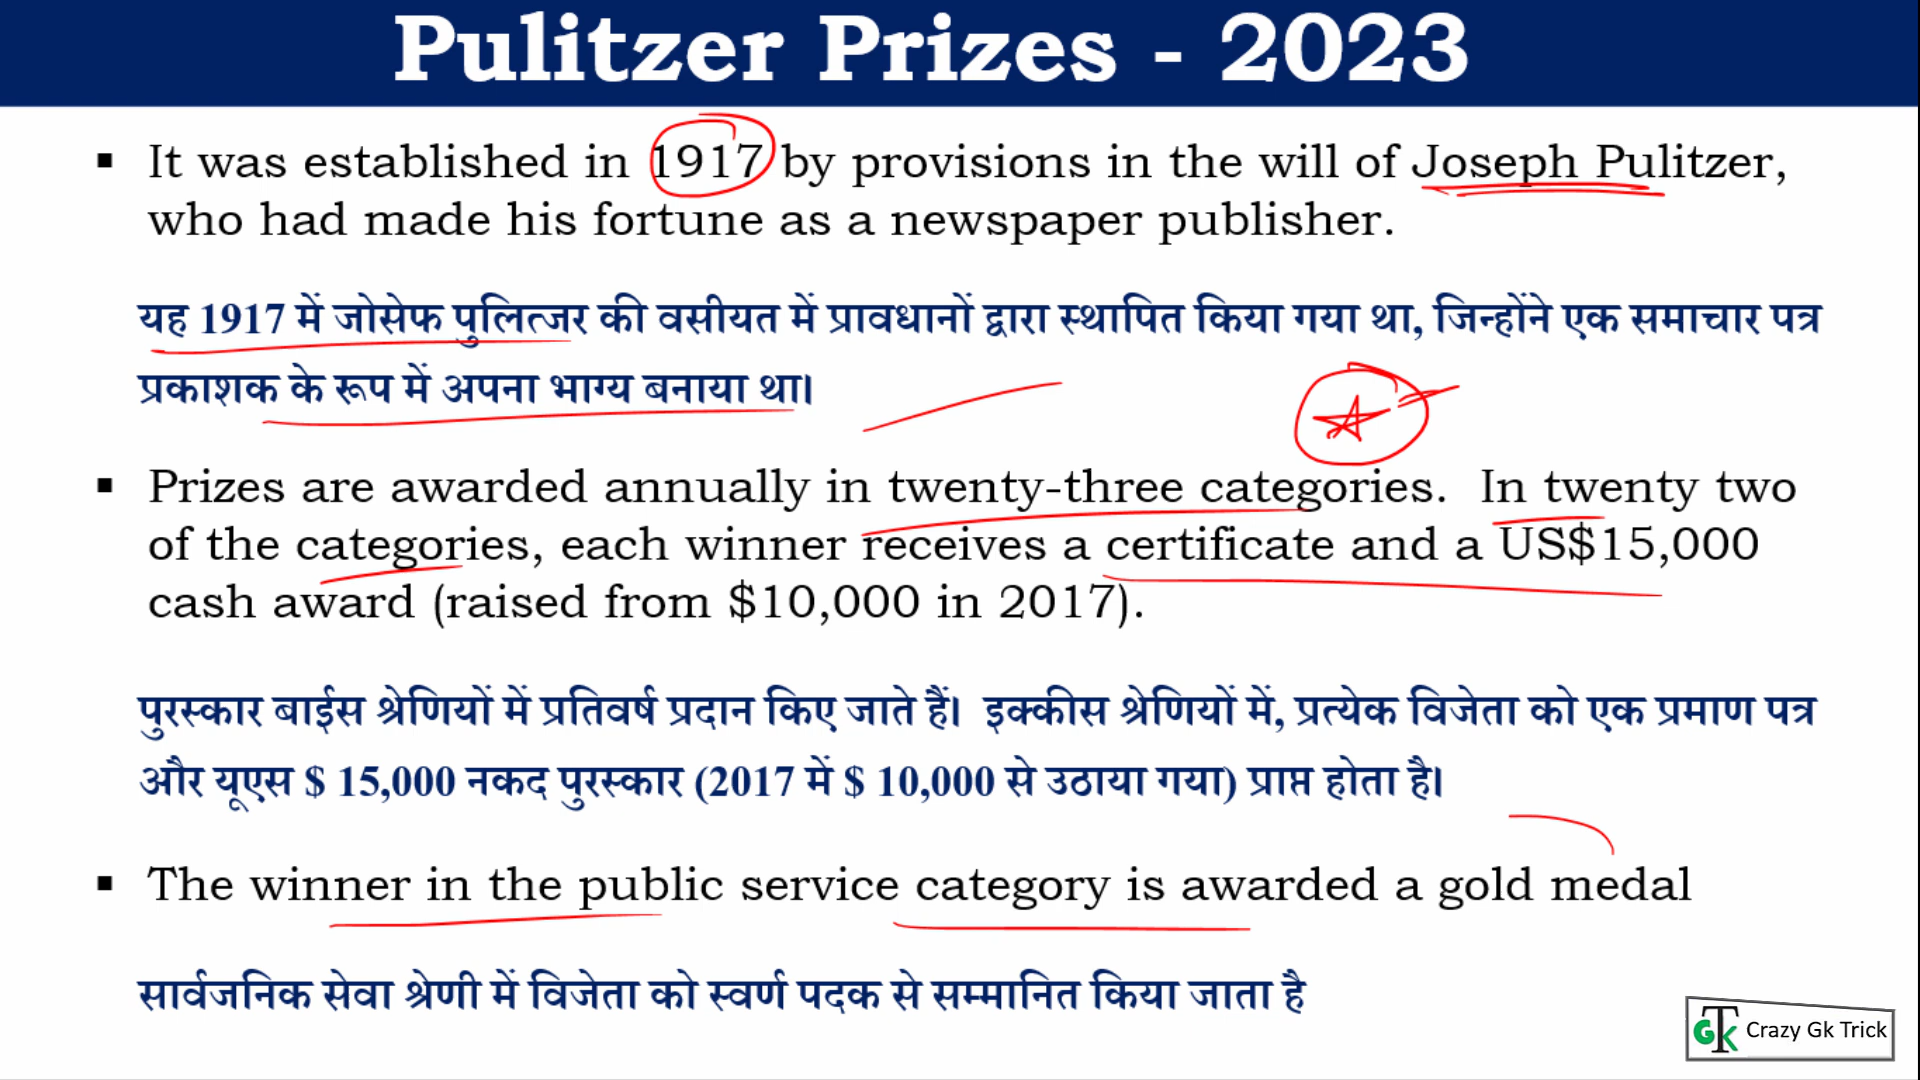 Pulitzer Prizes - 2023
▪ It was established in 1917 by provisions in the will of Joseph Pulitzer,
who had made his fortune as a newspaper publisher.
यह 1917 में जोसेफ पुलित्जर की वसीयत में प्रावधानों द्वारा स्थापित किया गया था, जिन्होंने एक समाचार पत्र
प्रकाशक के रूप में अपना भाग्य बनाया था।
▪ Prizes are awarded annually in twenty-three categories. In twenty two
of the categories, each winner receives a certificate and a US$15,000
cash award (raised from $10,000 in 2017).
पुरस्कार बाईस श्रेणियों में प्रतिवर्ष प्रदान किए जाते हैं। इक्कीस श्रेणियों में, प्रत्येक विजेता को एक प्रमाण पत्र
और यूएस $ 15,000 नकद पुरस्कार (2017 में $ 10,000 से उठाया गया) प्राप्त होता है।
▪ The winner in the public service category is awarded a gold medal
सार्वजनिक सेवा श्रेणी में विजेता को स्वर्ण पदक से सम्मानित किया जाता है
GTK Crazy Gk Trick